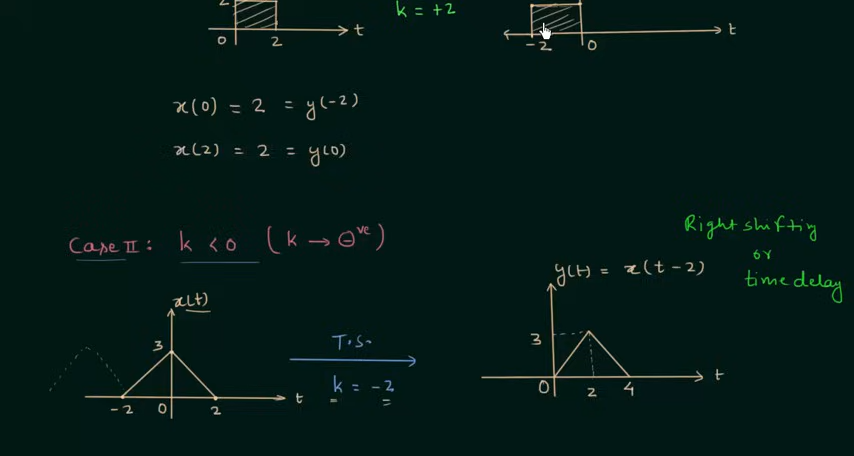 2
0 2 t
k = +2
-2 0 t
x(0) = 2 = y(-2)
x(2) = 2 = y(0)
Case II: k < 0 (k → ⊖ve)
Right shifting
or
time delay
x(t)
3
-2 0 2 t
T.S.
k = -2
y(t) = x(t-2)
3
0 2 4 t